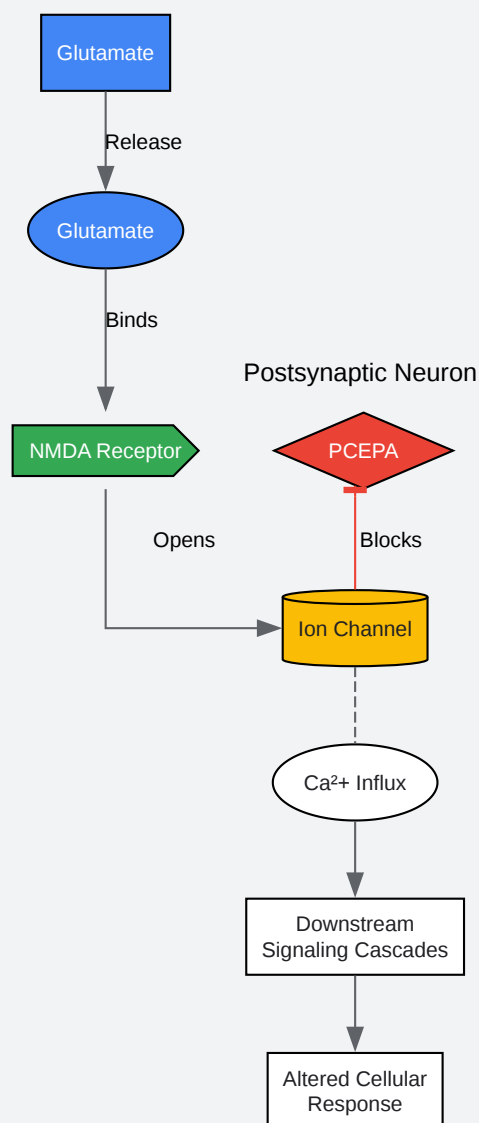 Glutamate
Release
Glutamate
Binds
Postsynaptic Neuron
NMDA Receptor
PCEPA
Opens
Blocks
Ion Channel
Ca²+ Influx
Downstream
Signaling Cascades
Altered Cellular
Response